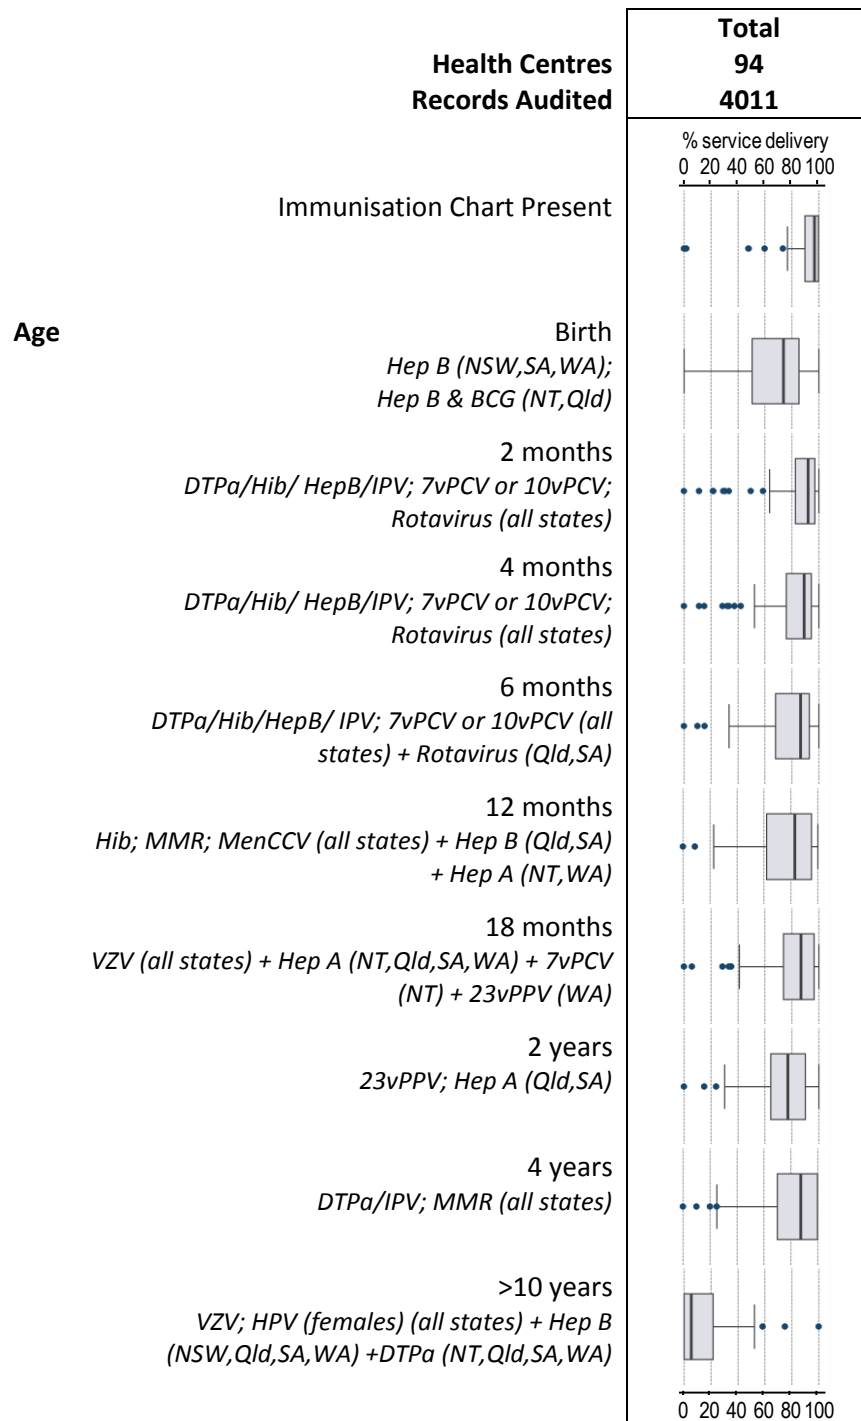 Total
Health Centres 94
Records Audited 4011
% service delivery
0 20 40 60 80 100
Immunisation Chart Present
Age Birth
Hep B (NSW,SA,WA);
Hep B & BCG (NT,Qld)
2 months
DTPa/Hib/ HepB/IPV; 7vPCV or 10vPCV;
Rotavirus (all states)
4 months
DTPa/Hib/ HepB/IPV; 7vPCV or 10vPCV;
Rotavirus (all states)
6 months
DTPa/Hib/HepB/ IPV; 7vPCV or 10vPCV (all
states) + Rotavirus (Qld,SA)
12 months
Hib; MMR; MenCCV (all states) + Hep B (Qld,SA)
+ Hep A (NT,WA)
18 months
VZV (all states) + Hep A (NT,Qld,SA,WA) + 7vPCV
(NT) + 23vPPV (WA)
2 years
23vPPV; Hep A (Qld,SA)
4 years
DTPa/IPV; MMR (all states)
>10 years
VZV; HPV (females) (all states) + Hep B
(NSW,Qld,SA,WA) +DTPa (NT,Qld,SA,WA)
0 20 40 60 80 100